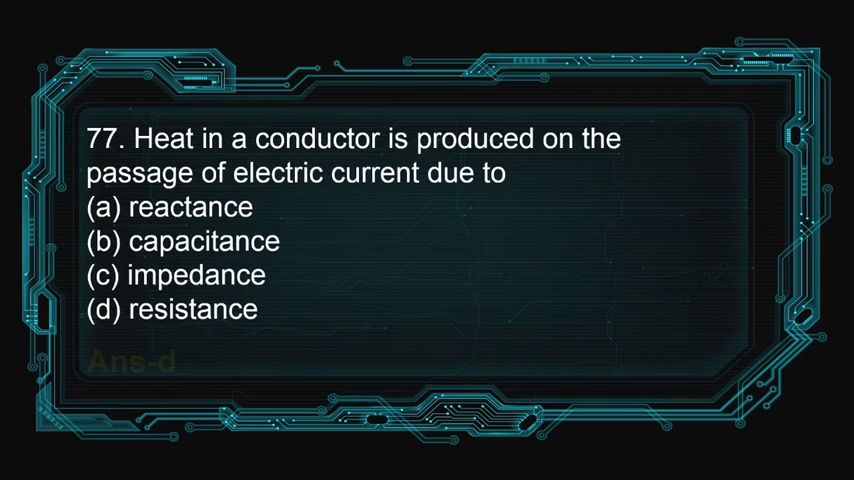 77. Heat in a conductor is produced on the
passage of electric current due to
(a) reactance
(b) capacitance
(c) impedance
(d) resistance
Ans-d